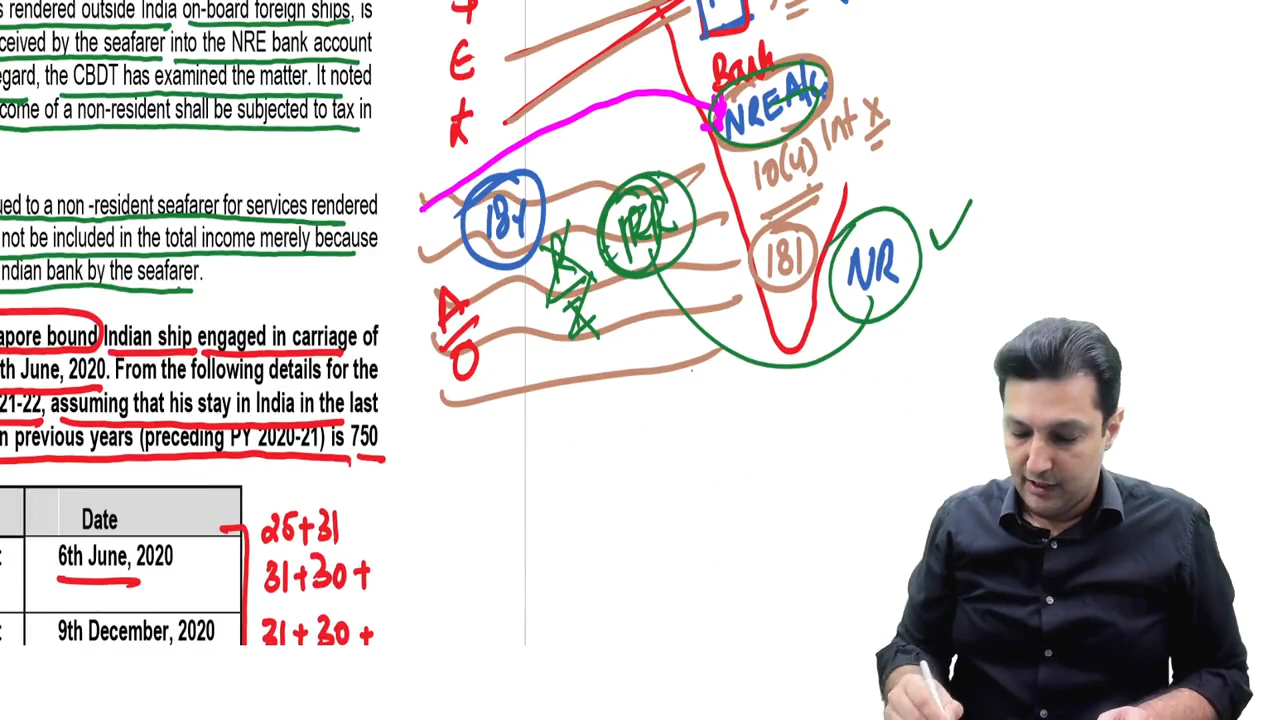 s rendered outside India on-board foreign ships, is
ceived by the seafarer into the NRE bank account
egard, the CBDT has examined the matter. It noted
come of a non-resident shall be subjected to tax in
ued to a non -resident seafarer for services rendered
not be included in the total income merely because
ndian bank by the seafarer.
apore bound Indian ship engaged in carriage of
th June, 2020. From the following details for the
21-22, assuming that his stay in India in the last
n previous years (preceding PY 2020-21) is 750
Date
6th June, 2020
9th December, 2020
25+31
31+30+
31+30+
E
Bank
NRE A/c
Int x
10(4)
184
181
NR